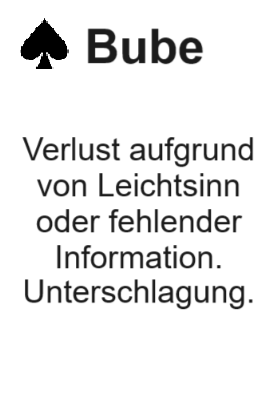 ♠ Bube
Verlust aufgrund
von Leichtsinn
oder fehlender
Information.
Unterschlagung.